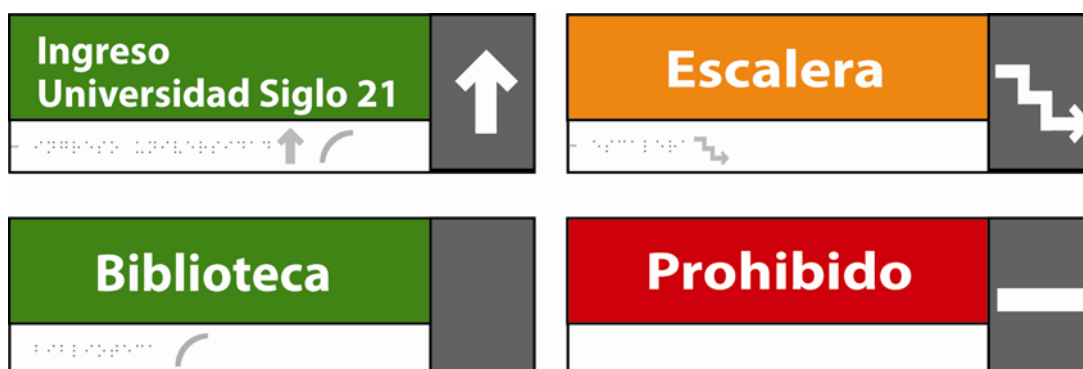 Ingreso
Universidad Siglo 21
Escalera
Biblioteca
Prohibido